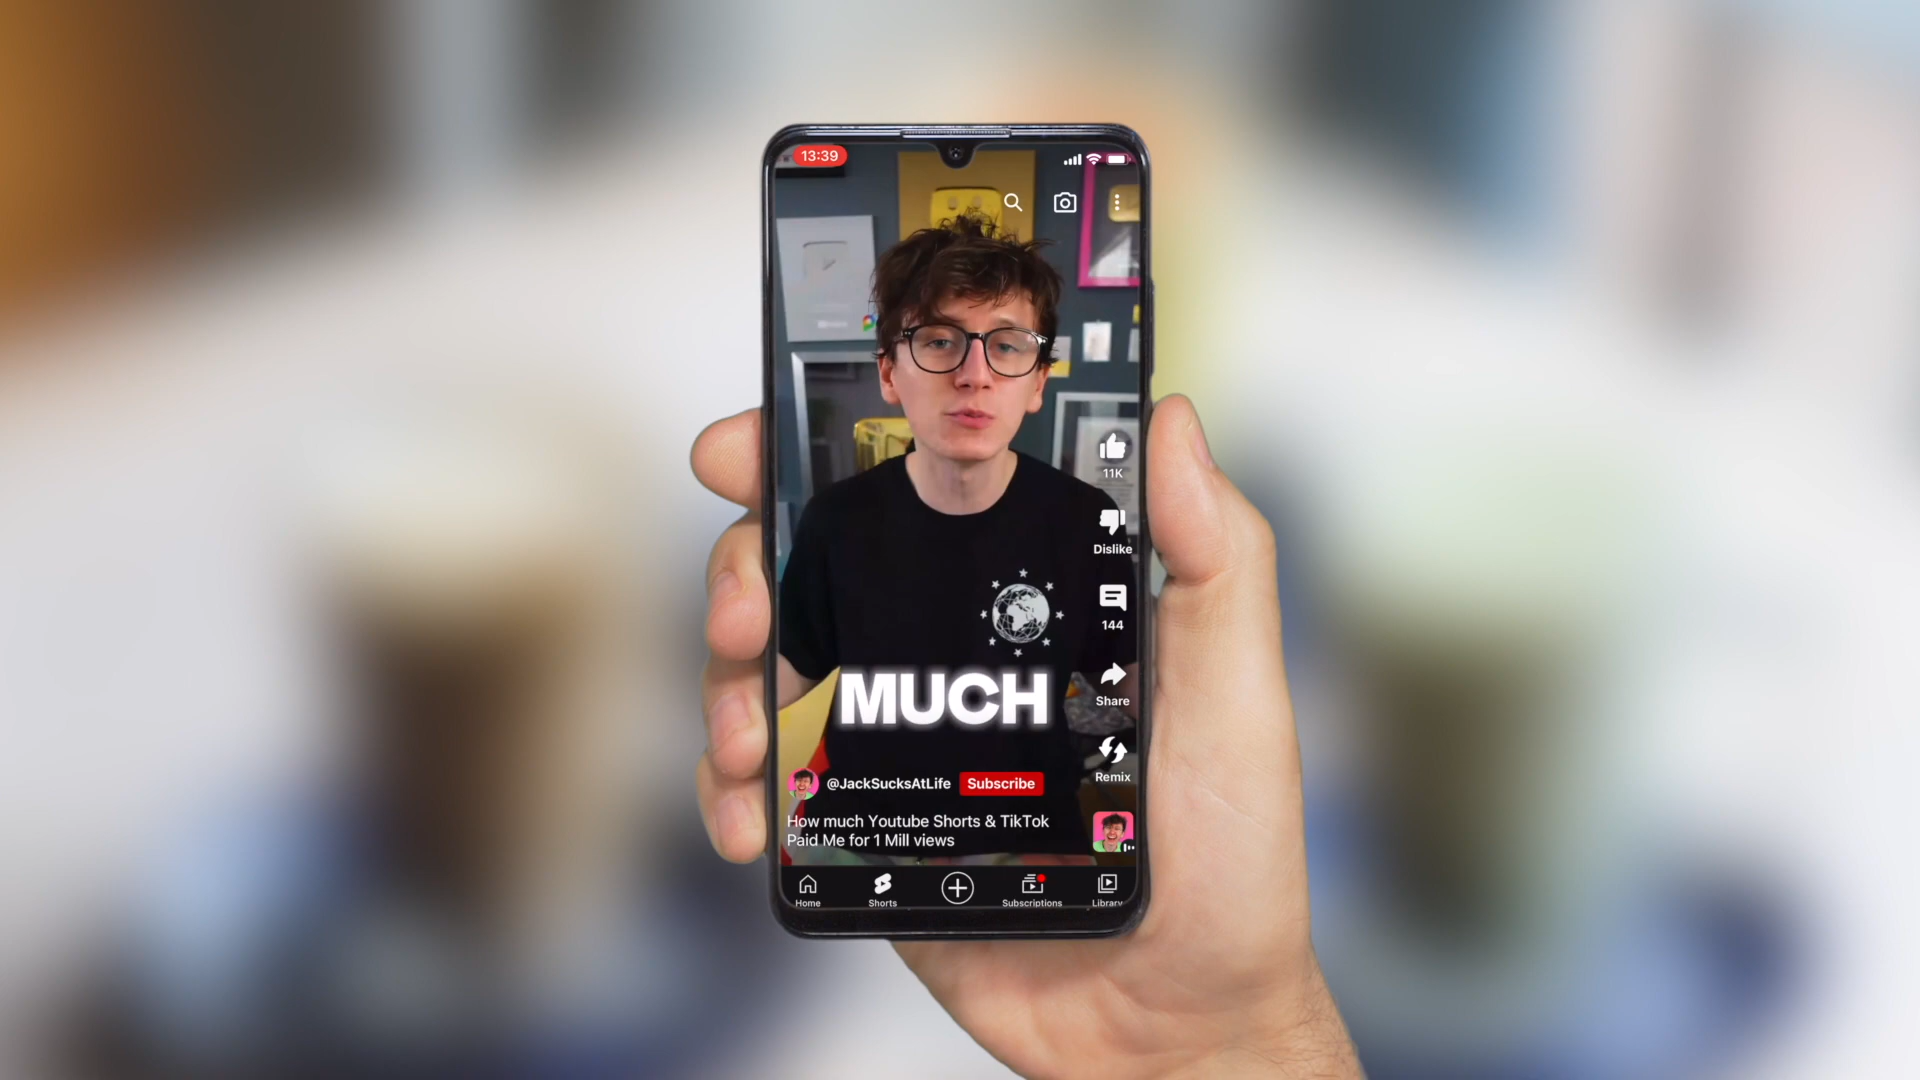 13:39
11K
Dislike
144
Share
MUCH
Remix
@JackSucksAtLife Subscribe
How much Youtube Shorts & TikTok
Paid Me for 1 Mill views
Home Shorts Subscriptions Library